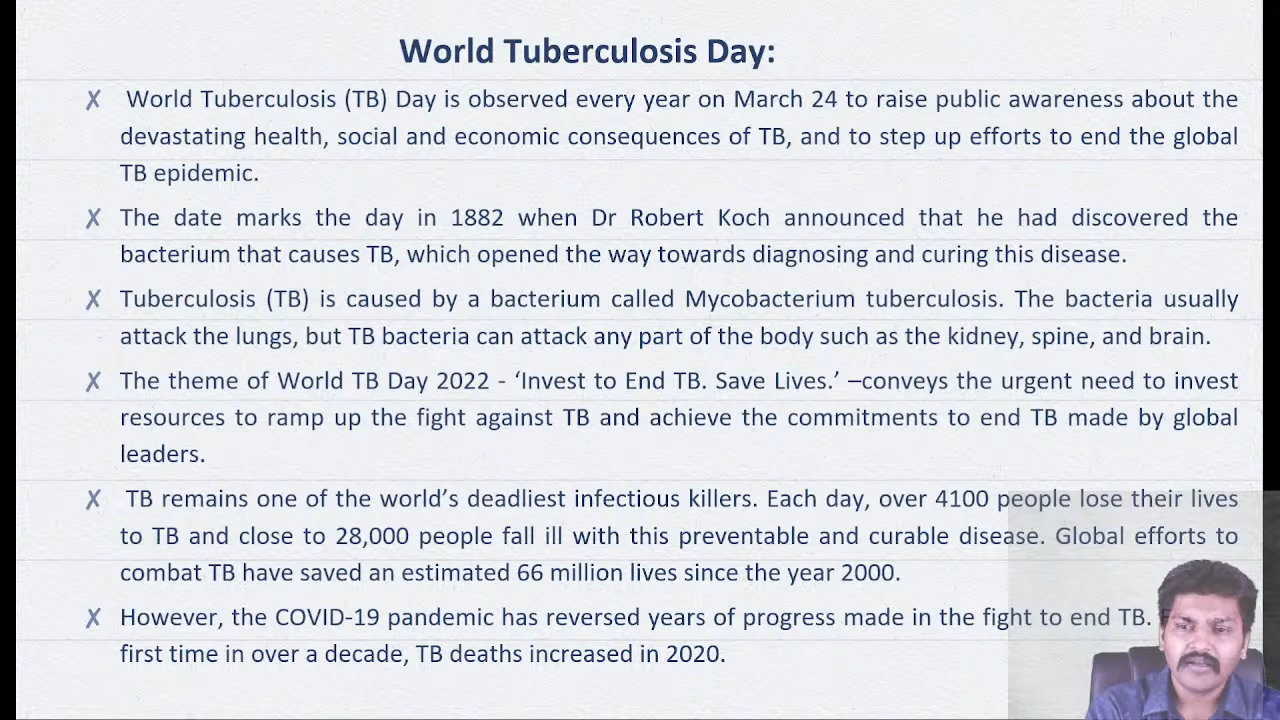 World Tuberculosis Day:
✗ World Tuberculosis (TB) Day is observed every year on March 24 to raise public awareness about the
devastating health, social and economic consequences of TB, and to step up efforts to end the global
TB epidemic.
✗ The date marks the day in 1882 when Dr Robert Koch announced that he had discovered the
bacterium that causes TB, which opened the way towards diagnosing and curing this disease.
✗ Tuberculosis (TB) is caused by a bacterium called Mycobacterium tuberculosis. The bacteria usually
attack the lungs, but TB bacteria can attack any part of the body such as the kidney, spine, and brain.
✗ The theme of World TB Day 2022 - ‘Invest to End TB. Save Lives.’ –conveys the urgent need to invest
resources to ramp up the fight against TB and achieve the commitments to end TB made by global
leaders.
✗ TB remains one of the world’s deadliest infectious killers. Each day, over 4100 people lose their lives
to TB and close to 28,000 people fall ill with this preventable and curable disease. Global efforts to
combat TB have saved an estimated 66 million lives since the year 2000.
✗ However, the COVID-19 pandemic has reversed years of progress made in the fight to end TB.
first time in over a decade, TB deaths increased in 2020.